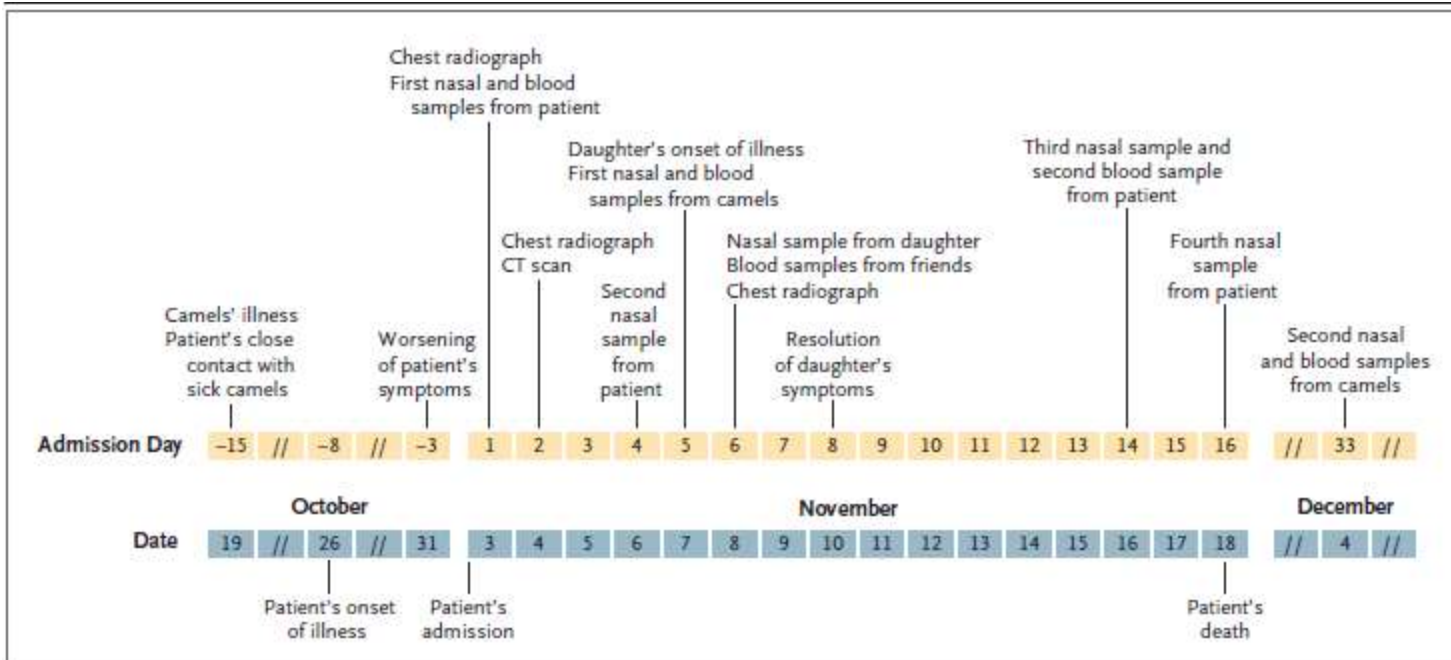 Chest radiograph
First nasal and blood
samples from patient
Daughter's onset of illness
First nasal and blood
samples from camels
Third nasal sample and
second blood sample
from patient
Chest radiograph
CT scan
Nasal sample from daughter
Blood samples from friends
Chest radiograph
Fourth nasal
sample
from patient
Second
nasal
sample
from
patient
Camels' illness
Patient's close
contact with
sick camels
Worsening
of patient's
symptoms
Resolution
of daughter's
symptoms
Second nasal
and blood samples
from camels
Admission Day −15 // −8 // −3 1 2 3 4 5 6 7 8 9 10 11 12 13 14 15 16 // 33 //
October November December
Date 19 // 26 // 31 3 4 5 6 7 8 9 10 11 12 13 14 15 16 17 18 // 4 //
Patient's onset
of illness
Patient's
admission
Patient's
death